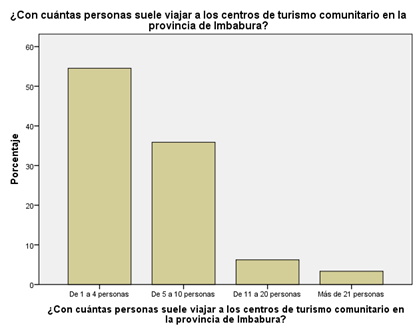 ¿Con cuántas personas suele viajar a los centros de turismo comunitario en la
provincia de Imbabura?
Porcentaje
60
50
40
30
20
10
0
De 1 a 4 personas
De 5 a 10 personas
De 11 a 20 personas
Más de 21 personas
¿Con cuántas personas suele viajar a los centros de turismo comunitario en
la provincia de Imbabura?